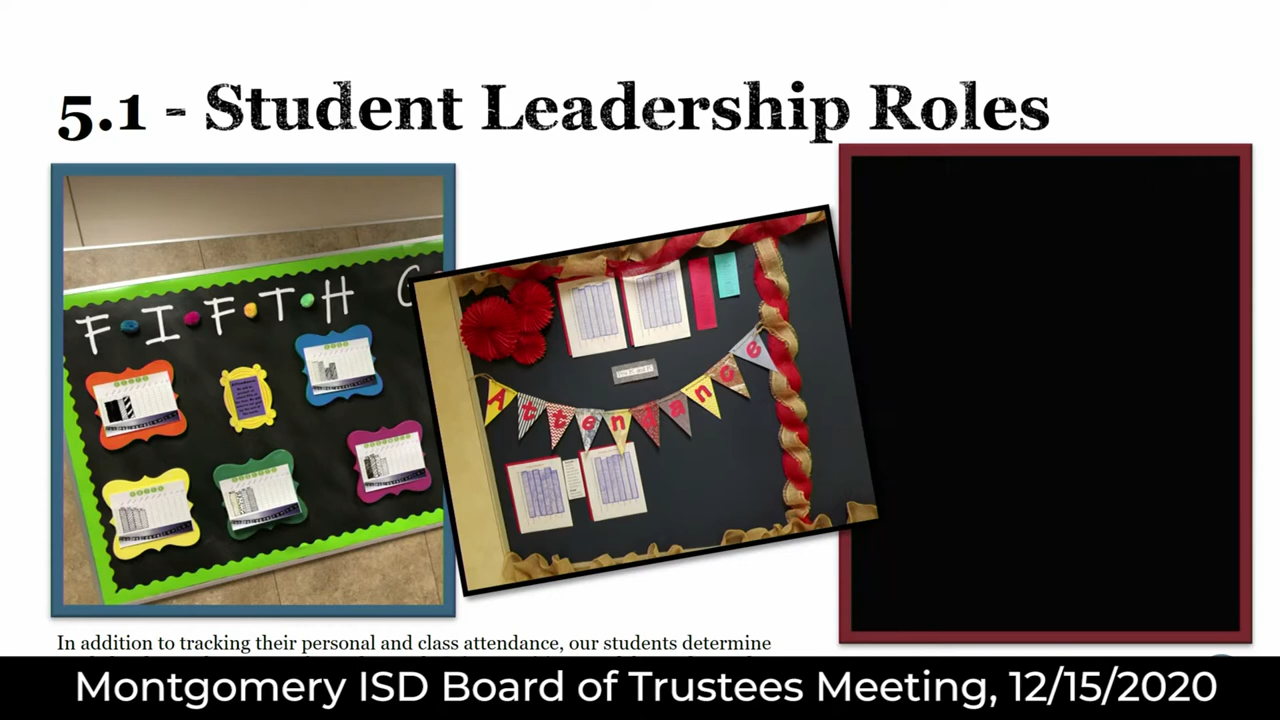 5.1 - Student Leadership Roles
F•I•F•T•H
Attendance
In addition to tracking their personal and class attendance, our students determine
Montgomery ISD Board of Trustees Meeting, 12/15/2020